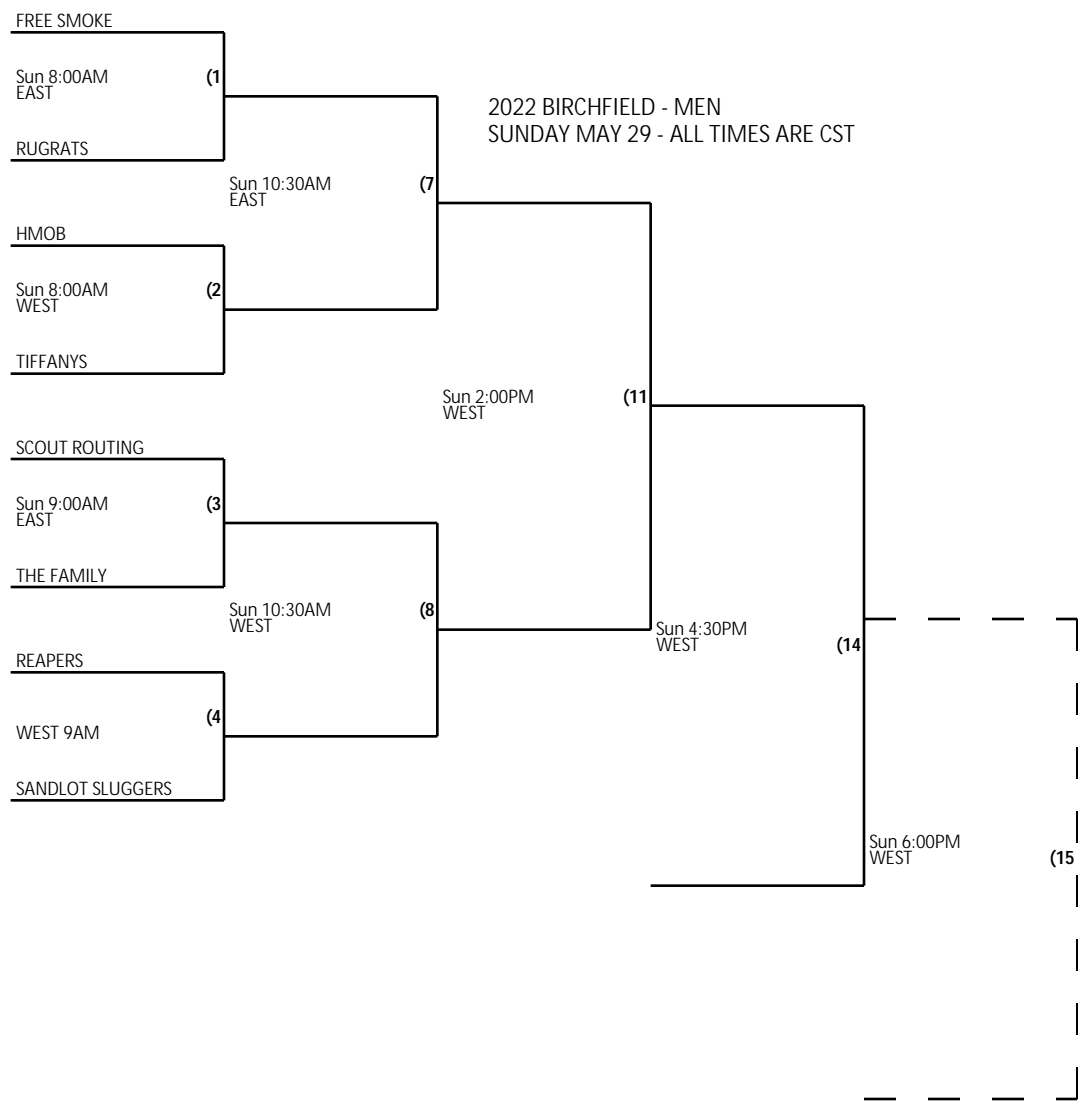 FREE SMOKE
Sun 8:00AM
EAST
(1
RUGRATS
2022 BIRCHFIELD - MEN
SUNDAY MAY 29 - ALL TIMES ARE CST
Sun 10:30AM
EAST
(7
HMOB
Sun 8:00AM
WEST
(2
TIFFANYS
Sun 2:00PM
WEST
(11
SCOUT ROUTING
Sun 9:00AM
EAST
(3
THE FAMILY
Sun 10:30AM
WEST
(8
REAPERS
WEST 9AM
(4
SANDLOT SLUGGERS
Sun 4:30PM
WEST
(14
Sun 6:00PM
WEST
(15